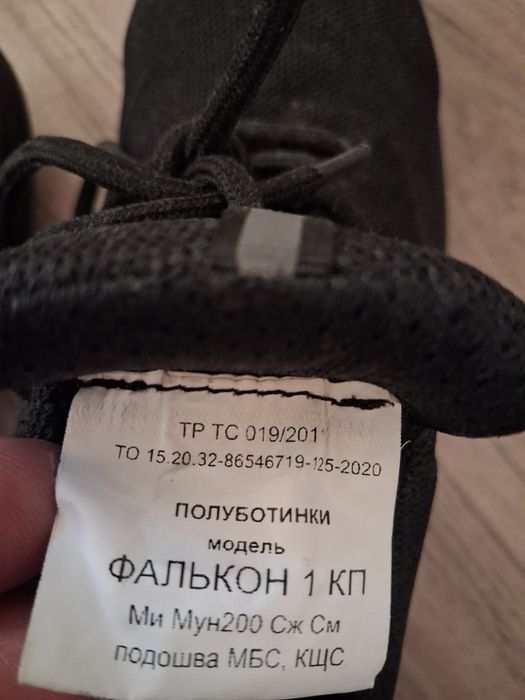 ТР ТС 019/2011
ТО 15.20.32-86546719-125-2020
ПОЛУБОТИНКИ
модель
ФАЛЬКОН 1 КП
Ми Мун200 Сж См
подошва МБС, КЩС